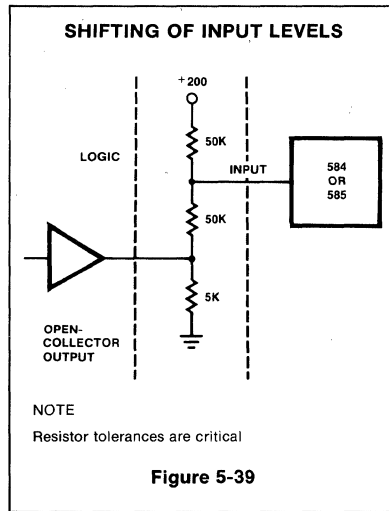 SHIFTING OF INPUT LEVELS
+200
50K
LOGIC
INPUT
584
OR
585
50K
5K
OPEN-
COLLECTOR
OUTPUT
NOTE
Resistor tolerances are critical
Figure 5-39